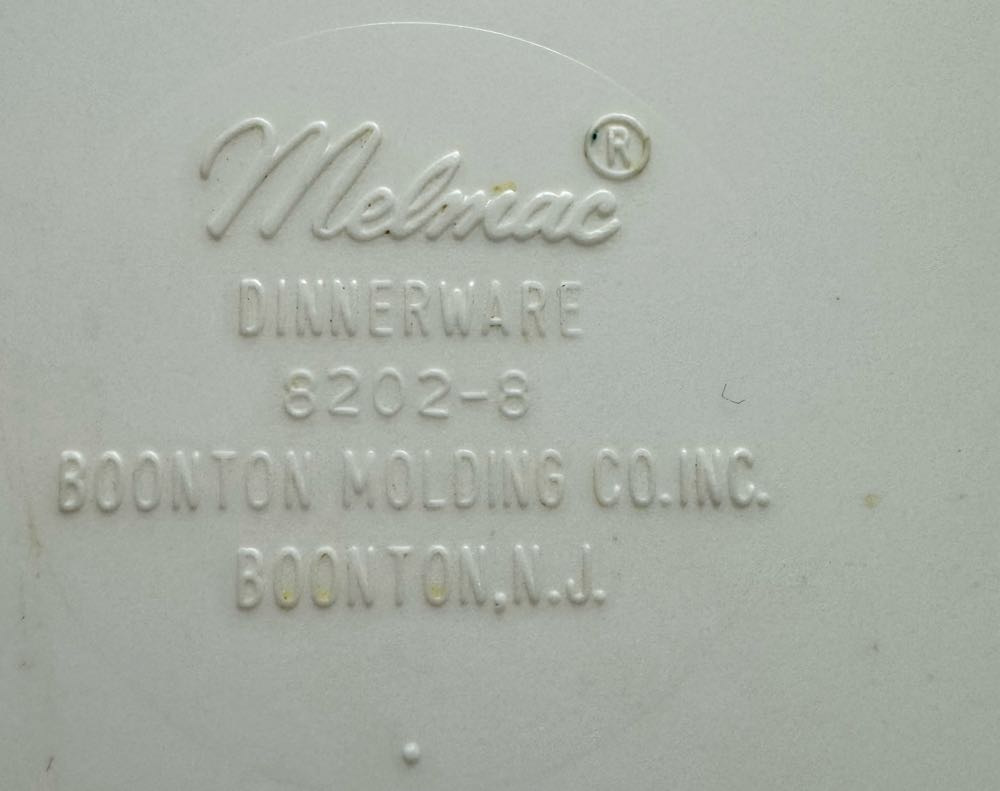 Melmac®
DINNERWARE
8202-8
BOONTON MOLDING CO.INC.
BOONTON,N.J.